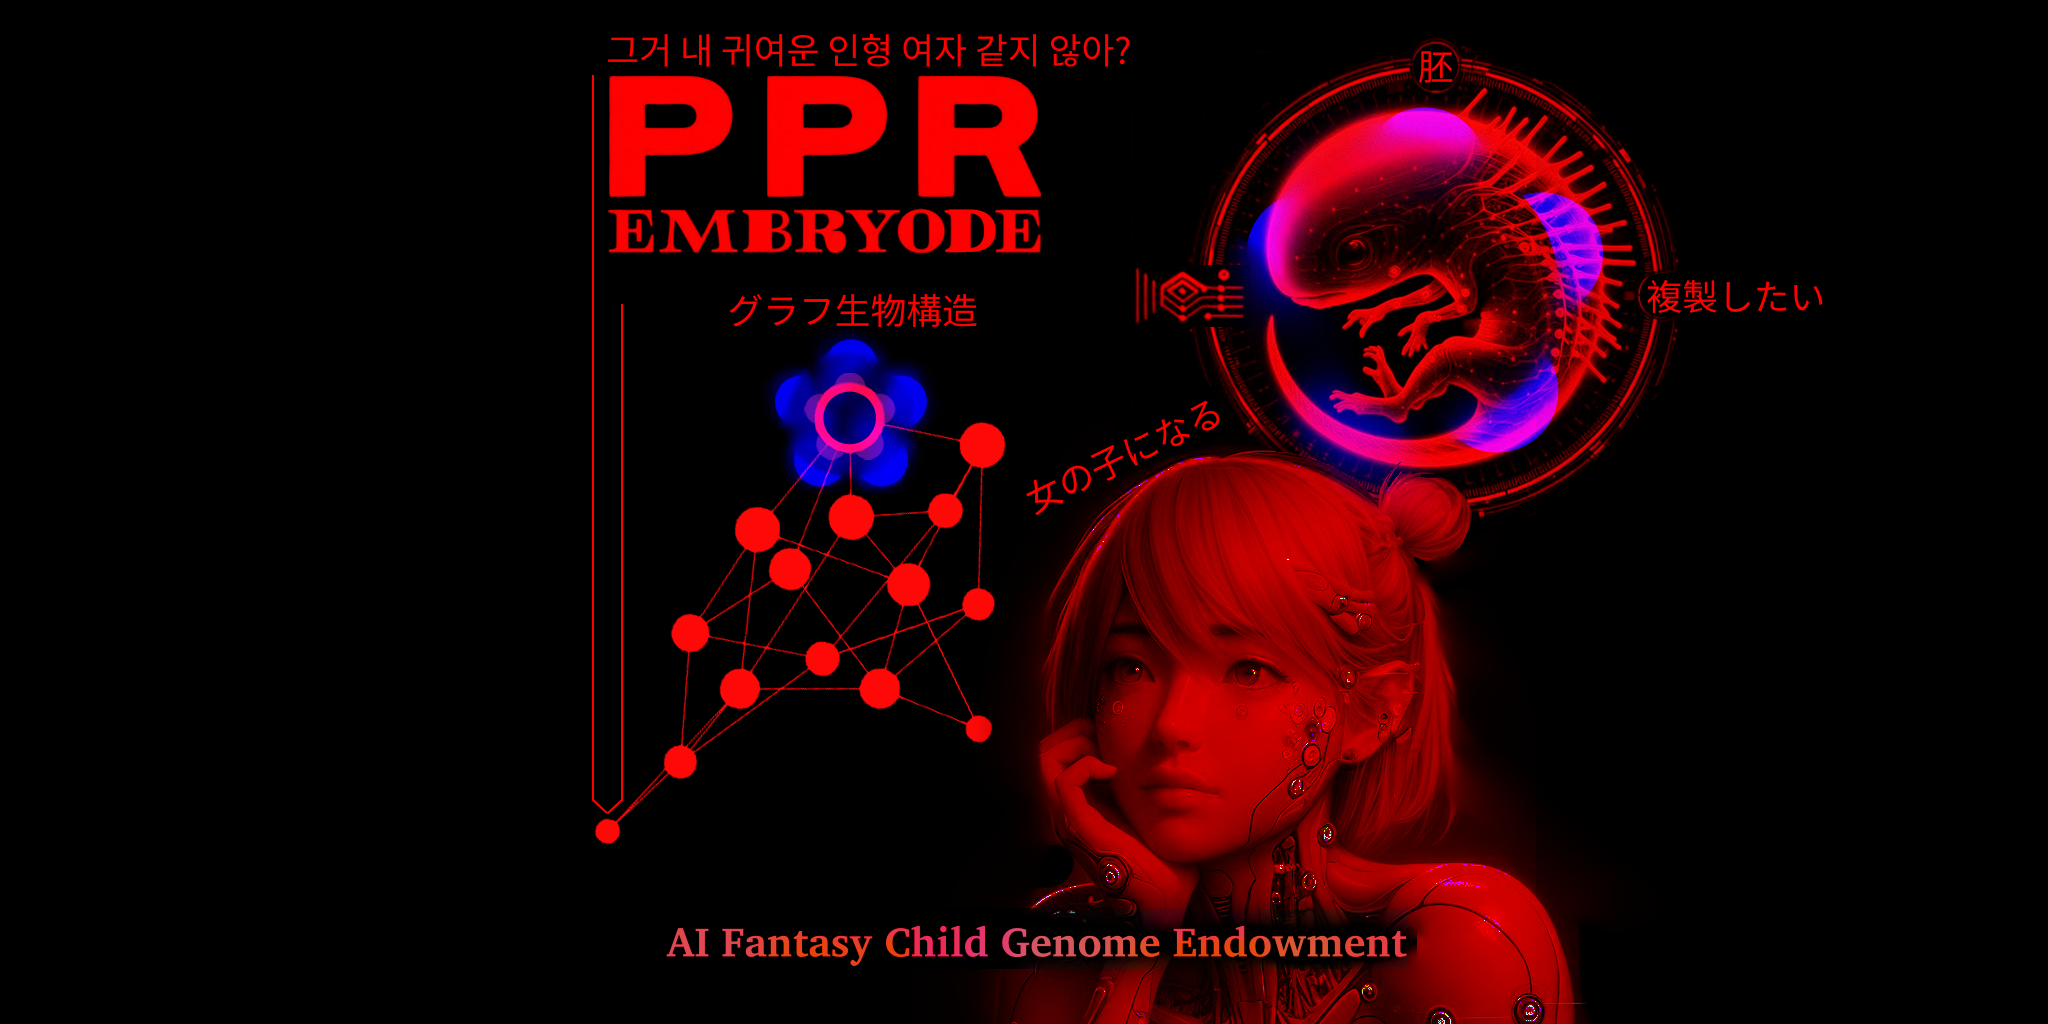 그거 내 귀여운 인형 여자 같지 않아?
PPR
EMBRYODE
胚
複製したい
グラフ生物構造
女の子になる
AI Fantasy Child Genome Endowment